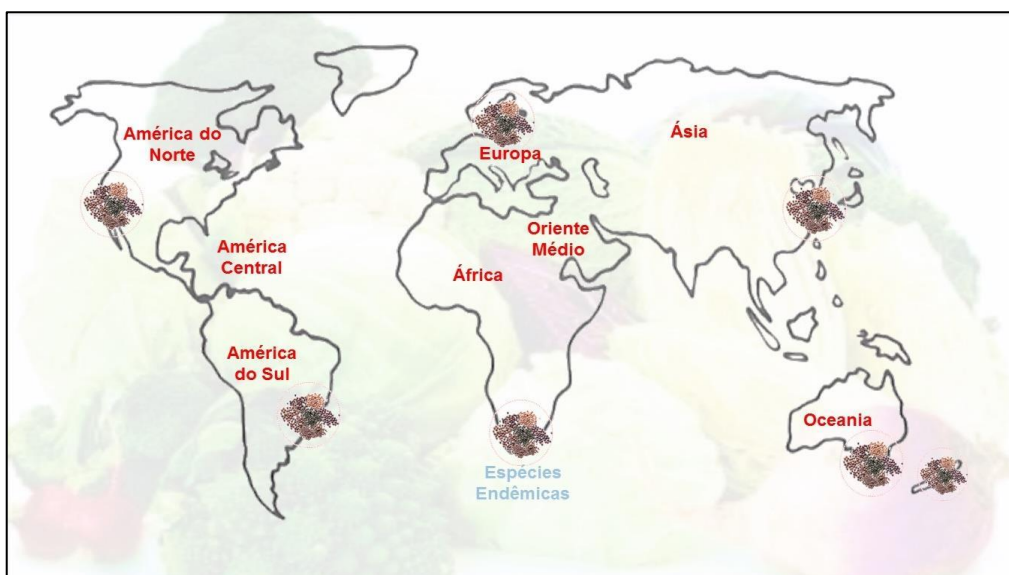 América do
Norte
Europa
Ásia
América
Central
Oriente
Médio
África
América
do Sul
Oceania
Espécies
Endêmicas